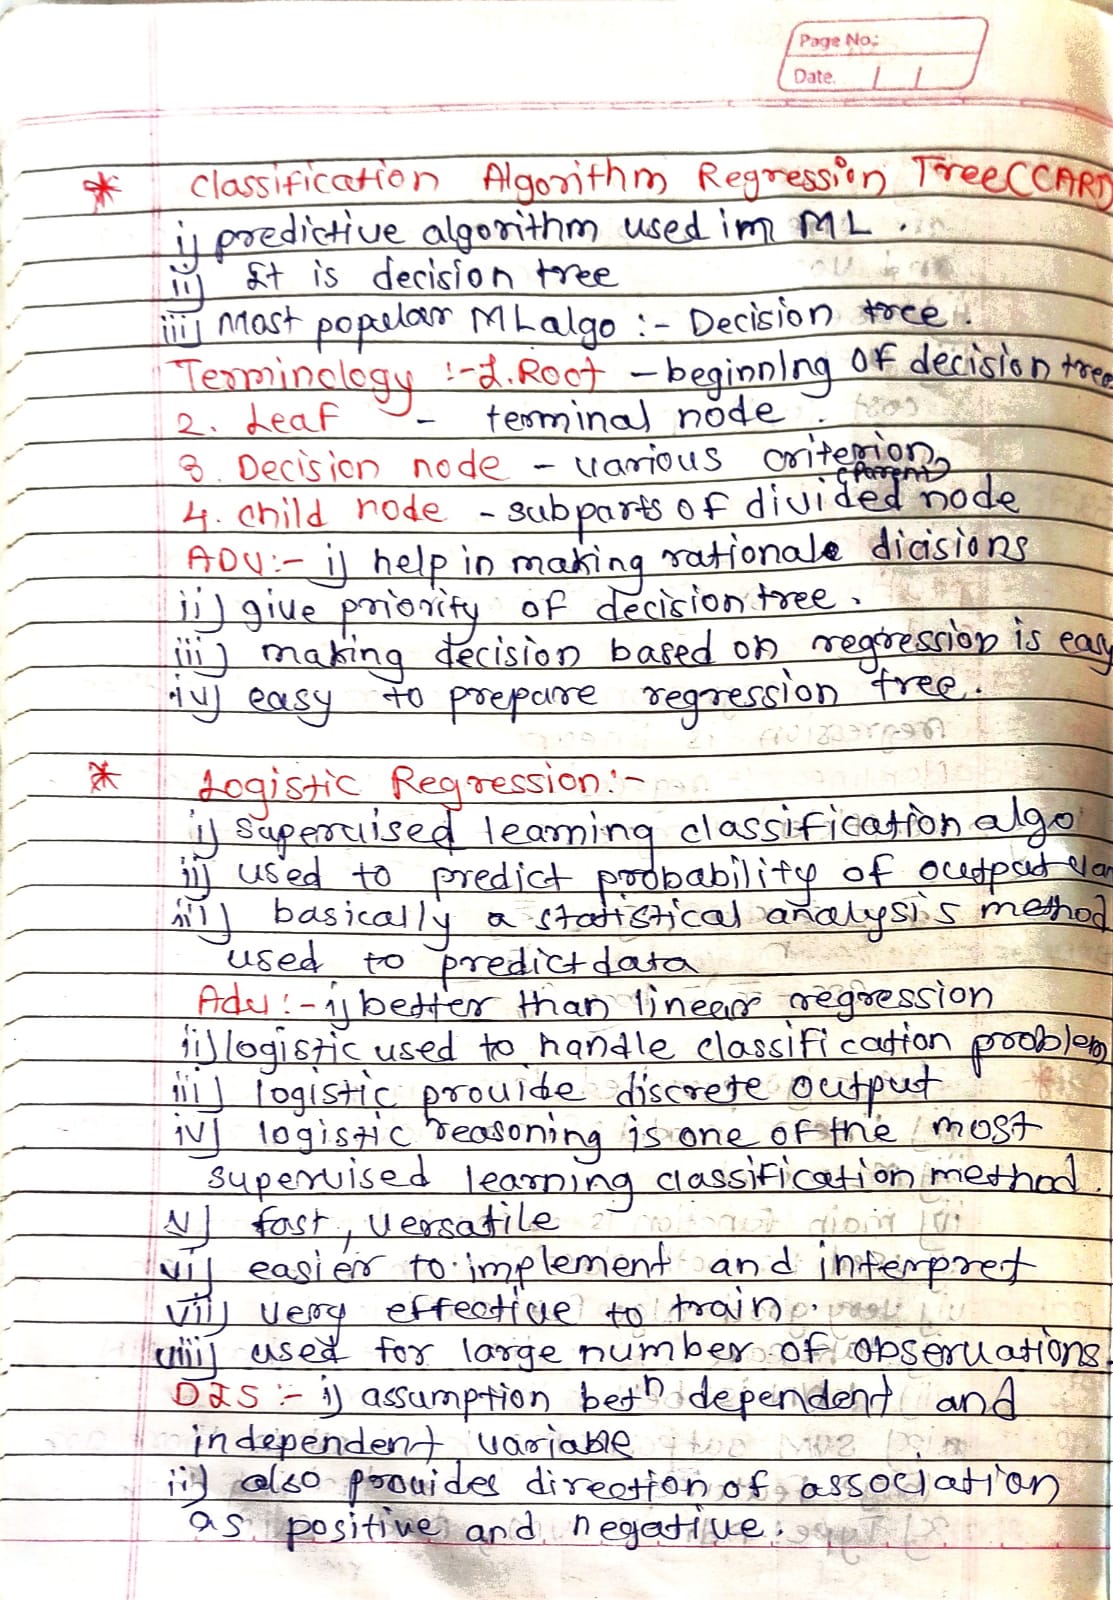 Page No.:
Date. / /
* Classification Algorithm Regression Tree (CART)
i) predictive algorithm used im ML .
ii) It is decision tree
iii) Most popular ML algo :- Decision tree .
Terminology :- 1. Root - beginning of decision tree
2. Leaf - terminal node .
3. Decision node - various criterion
(parent)
4. child node - subparts of divided node
ADV:- i) help in making rationale dicisions
ii) give priority of decision tree .
iii) making decision based on regression is easy
iv) easy to prepare regression tree .
* Logistic Regression:-
i) supervised learning classification algo
ii) used to predict probability of output var
iii) basically a statistical analysis method
used to predict data
Adv :- i) better than linear regression
ii) logistic used to handle classification problem
iii) logistic provide discrete output
iv) logistic reasoning is one of the most
supervised learning classification method .
v) fast, versatile
vi) easier to implement and interpret
vii) very effective to train .
viii) used for large number of observations.
DIS :- i) assumption betn dependent and
independent variable
ii) also provides direction of association
as positive and negative .